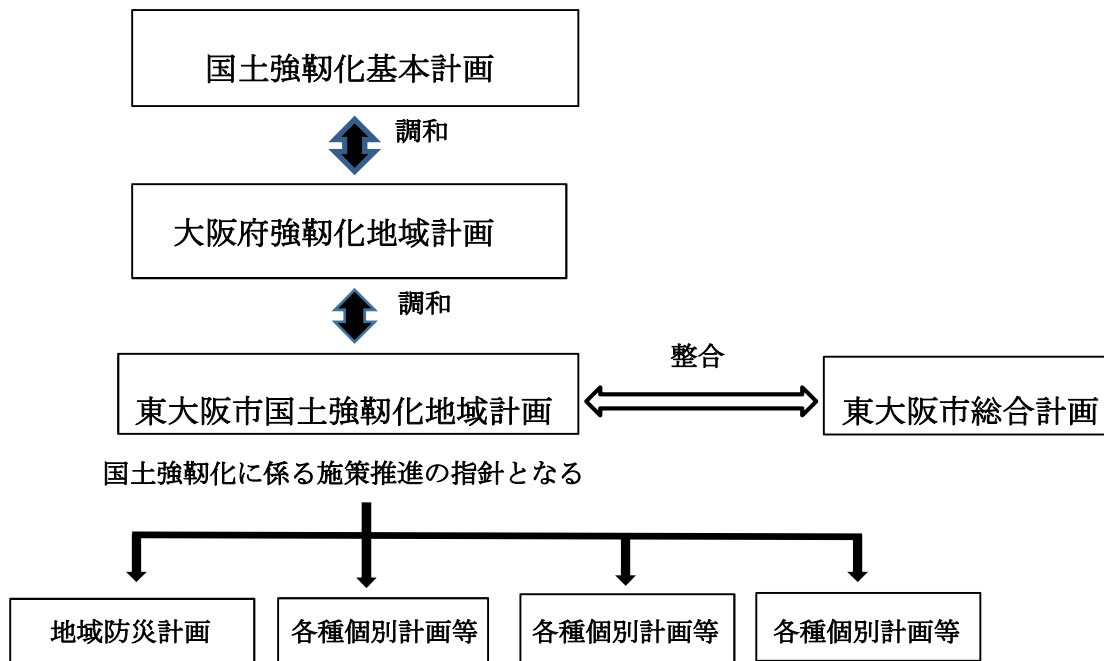 国土強靱化基本計画
調和
大阪府強靱化地域計画
調和
整合
東大阪市国土強靱化地域計画
東大阪市総合計画
国土強靱化に係る施策推進の指針となる
地域防災計画
各種個別計画等
各種個別計画等
各種個別計画等